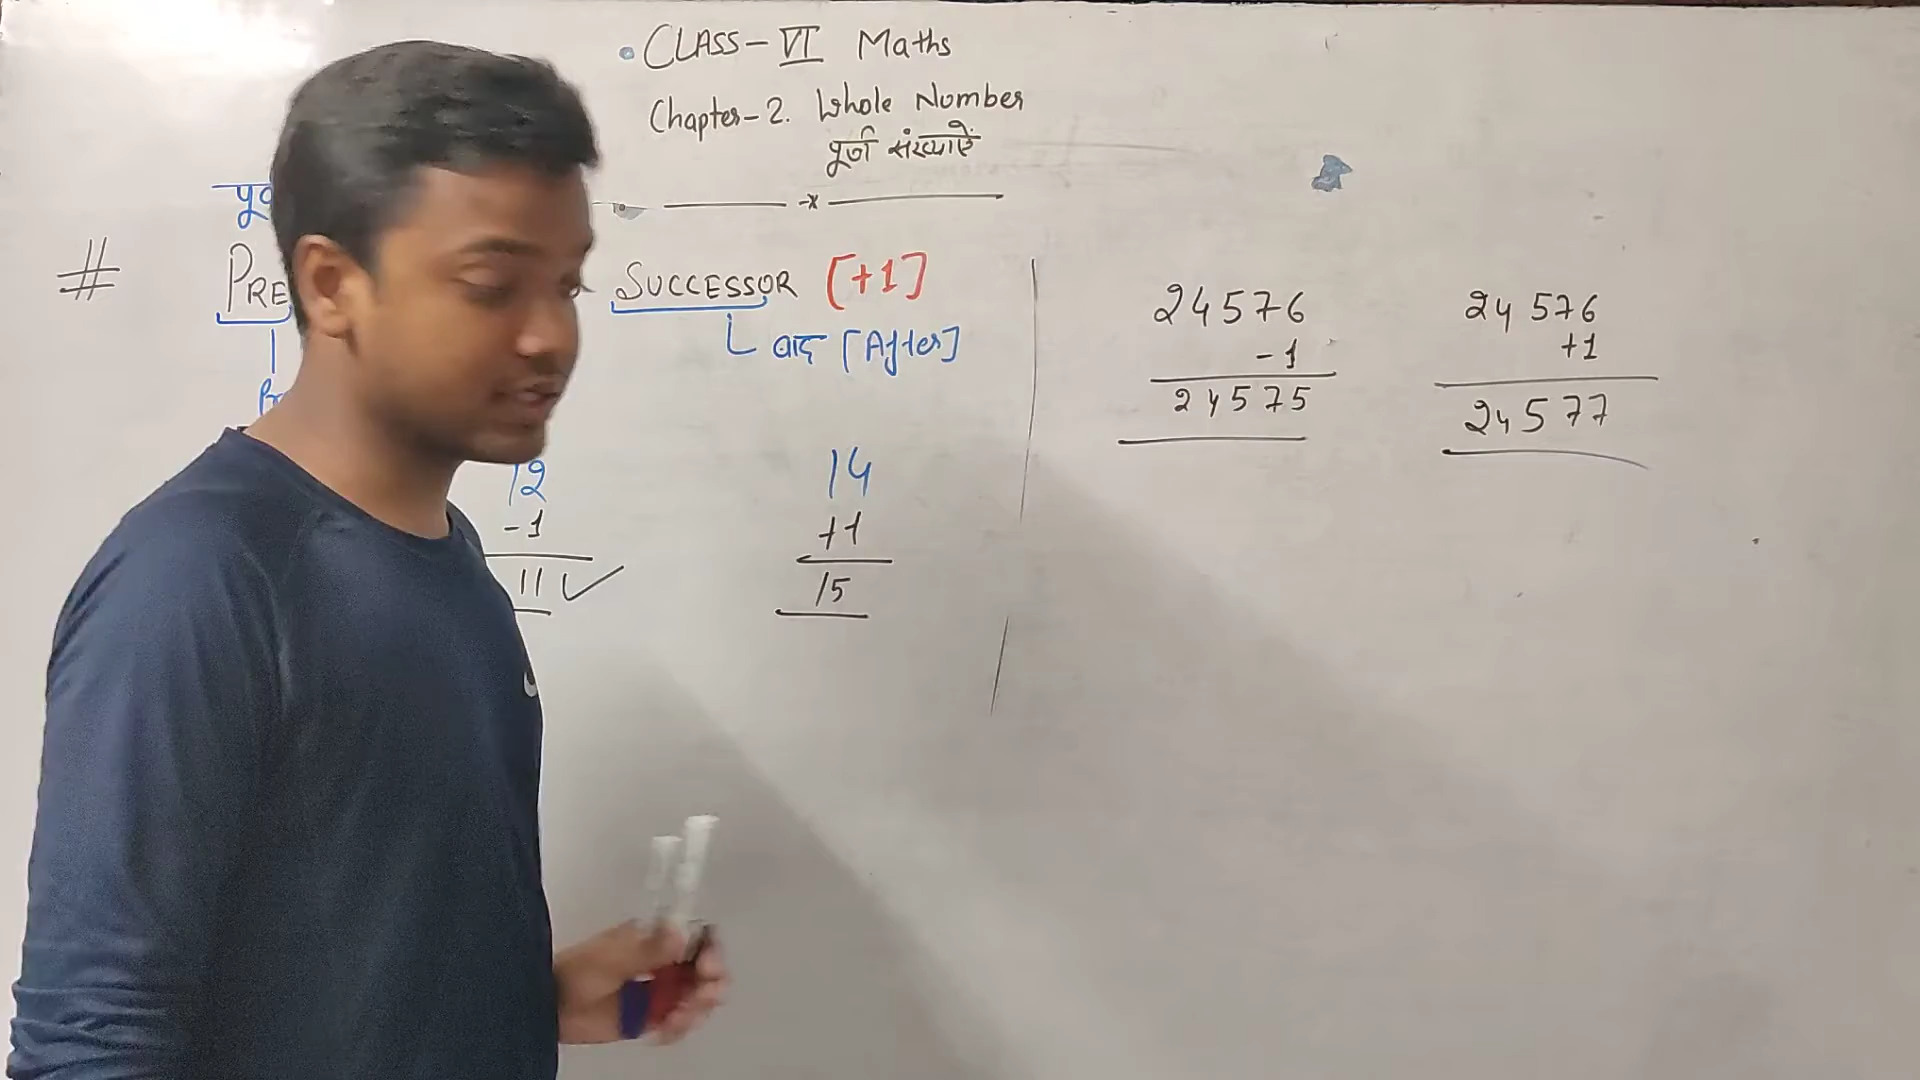 • CLASS - VI Maths
Chapter - 2. Whole Number
पूर्ण संख्याएँ
#
SUCCESSOR [+1]
बाद [After]
12
-1
11 ✓
14
+1
15
24576
-1
24575
24576
+1
24577